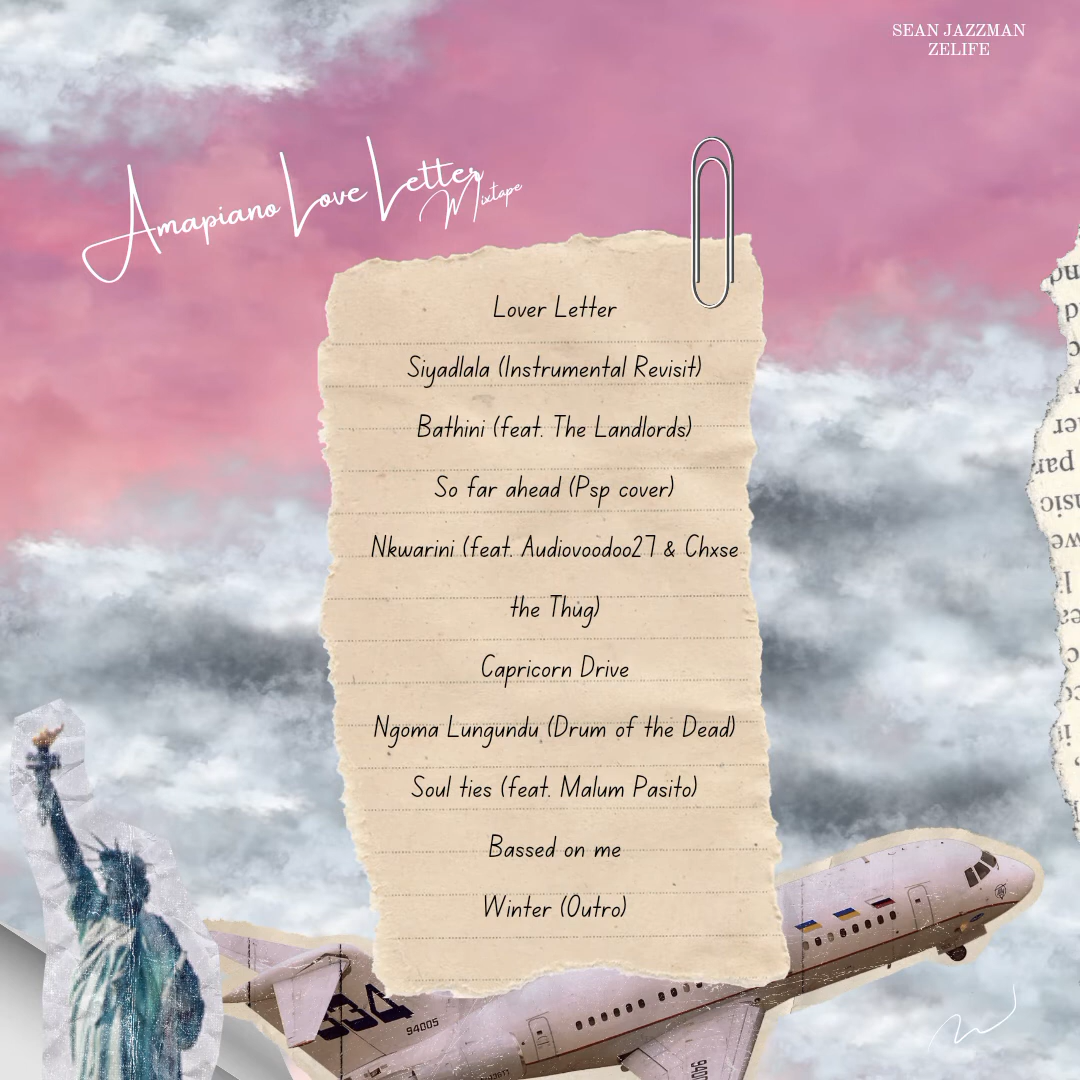 SEAN JAZZMAN
ZELIFE
Amapiano Love Letter
Mixtape
Lover Letter
Siyadlala (Instrumental Revisit)
Bathini (feat. The Landlords)
So far ahead (Psp cover)
Nkwarini (feat. Audiovoodoo27 & Chxse
the Thug)
Capricorn Drive
Ngoma Lungundu (Drum of the Dead)
Soul ties (feat. Malum Pasito)
Bassed on me
Winter (Outro)
94005